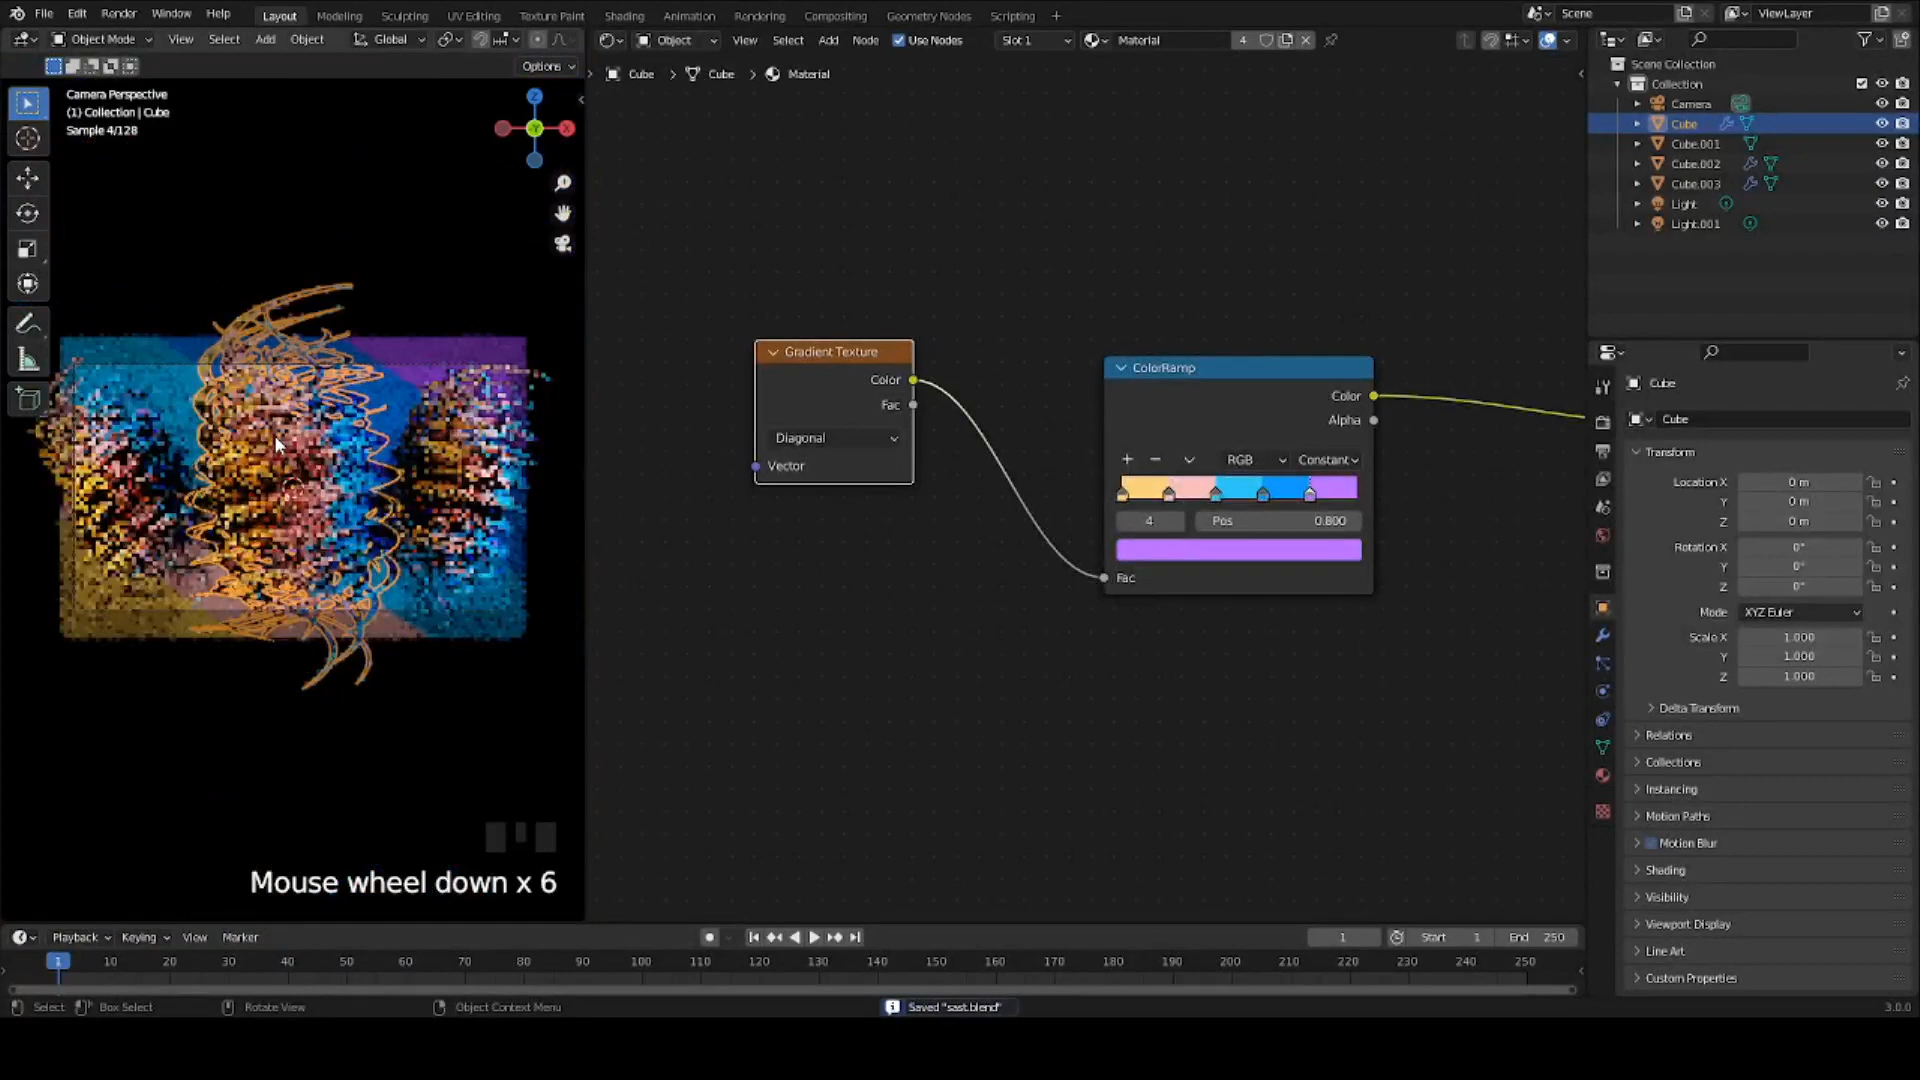 File Edit Render Window Help Layout Modeling Sculpting UV Editing Texture Paint Shading Animation Rendering Compositing Geometry Nodes Scripting + Scene ViewLayer
Object Mode View Select Add Object Global
Object View Select Add Node Use Nodes Slot 1 Material 4
Options
Cube > Cube > Material
Camera Perspective
(1) Collection | Cube
Sample 4/128
Z
Y
X
Scene Collection
Collection
Camera
Cube
Cube.001
Cube.002
Cube.003
Light
Light.001
Gradient Texture
Color
Fac
Diagonal
Vector
ColorRamp
Color
Alpha
RGB Constant
4 Pos 0.800
Fac
Mouse wheel down x 6
Cube
Cube
Transform
Location X 0 m
Y 0 m
Z 0 m
Rotation X 0°
Y 0°
Z 0°
Mode XYZ Euler
Scale X 1.000
Y 1.000
Z 1.000
Delta Transform
Relations
Collections
Instancing
Motion Paths
Motion Blur
Shading
Visibility
Viewport Display
Line Art
Custom Properties
Playback Keying View Marker 1 Start 1 End 250
1 10 20 30 40 50 60 70 80 90 100 110 120 130 140 150 160 170 180 190 200 210 220 230 240 250
Select Box Select Rotate View Object Context Menu Saved "sast.blend" 3.0.0